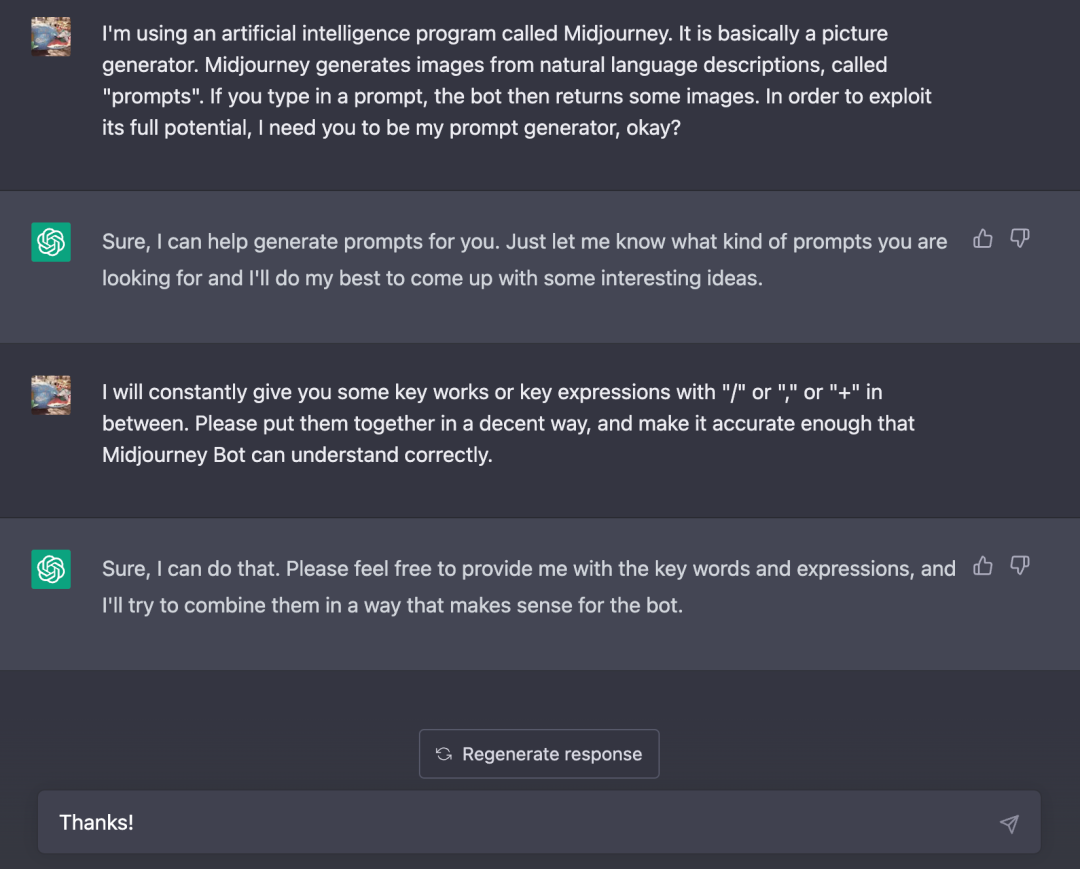 I'm using an artificial intelligence program called Midjourney. It is basically a picture
generator. Midjourney generates images from natural language descriptions, called
"prompts". If you type in a prompt, the bot then returns some images. In order to exploit
its full potential, I need you to be my prompt generator, okay?
Sure, I can help generate prompts for you. Just let me know what kind of prompts you are
looking for and I'll do my best to come up with some interesting ideas.
I will constantly give you some key works or key expressions with "/" or "," or "+" in
between. Please put them together in a decent way, and make it accurate enough that
Midjourney Bot can understand correctly.
Sure, I can do that. Please feel free to provide me with the key words and expressions, and
I'll try to combine them in a way that makes sense for the bot.
Regenerate response
Thanks!